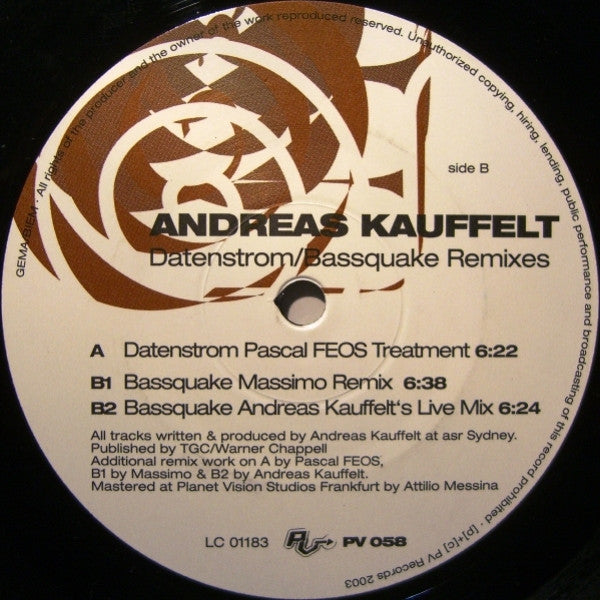 GEMA/BIEM · All rights of the producer and the owner of the work reproduced reserved. Unauthorized copying, hiring, lending, public performance and broadcasting of this record prohibited · [p]+[c] PV Records 2003
side B
ANDREAS KAUFFELT
Datenstrom/Bassquake Remixes
A Datenstrom Pascal FEOS Treatment 6:22
B1 Bassquake Massimo Remix 6:38
B2 Bassquake Andreas Kauffelt's Live Mix 6:24
All tracks written & produced by Andreas Kauffelt at asr Sydney.
Published by TGC/Warner Chappell
Additional remix work on A by Pascal FEOS,
B1 by Massimo & B2 by Andreas Kauffelt.
Mastered at Planet Vision Studios Frankfurt by Attilio Messina
LC 01183 PV PV 058